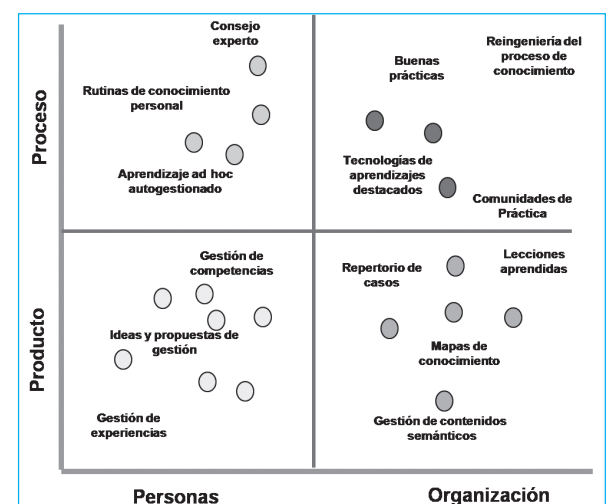 Consejo
experto
Rutinas de conocimiento
personal
Aprendizaje ad hoc
autogestionado
Buenas
prácticas
Reingeniería del
proceso de
conocimiento
Tecnologías de
aprendizajes
destacados
Comunidades de
Práctica
Proceso
Gestión de
competencias
Ideas y propuestas de
gestión
Gestión de
experiencias
Repertorio de
casos
Lecciones
aprendidas
Mapas de
conocimiento
Gestión de contenidos
semánticos
Producto
Personas
Organización